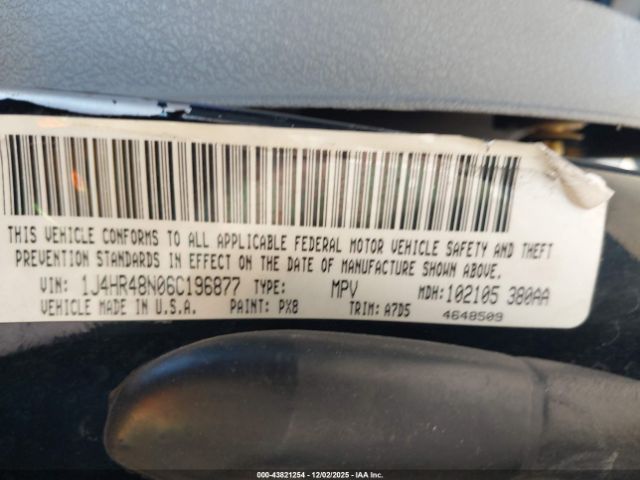 THIS VEHICLE CONFORMS TO ALL APPLICABLE FEDERAL MOTOR VEHICLE SAFETY AND THEFT
PREVENTION STANDARDS IN EFFECT ON THE DATE OF MANUFACTURE SHOWN ABOVE.
VIN: 1J4HR48N06C196877 TYPE: MPV MDH: 102105 380AA
VEHICLE MADE IN U.S.A. PAINT: PX8 TRIM: A7D5 4648509
000-43821254 | 12/02/2025 | IAA Inc.